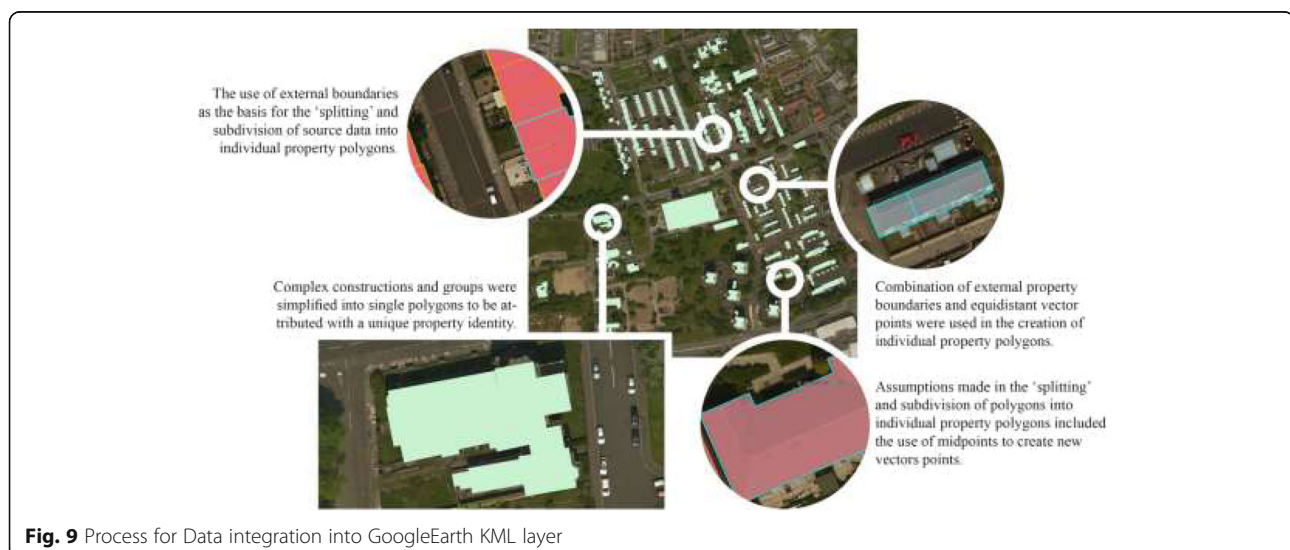 The use of external boundaries
as the basis for the ‘splitting’ and
subdivision of source data into
individual property polygons.
Complex constructions and groups were
simplified into single polygons to be at-
tributed with a unique property identity.
Combination of external property
boundaries and equidistant vector
points were used in the creation of
individual property polygons.
Assumptions made in the ‘splitting’
and subdivision of polygons into
individual property polygons included
the use of midpoints to create new
vectors points.
Fig. 9 Process for Data integration into GoogleEarth KML layer